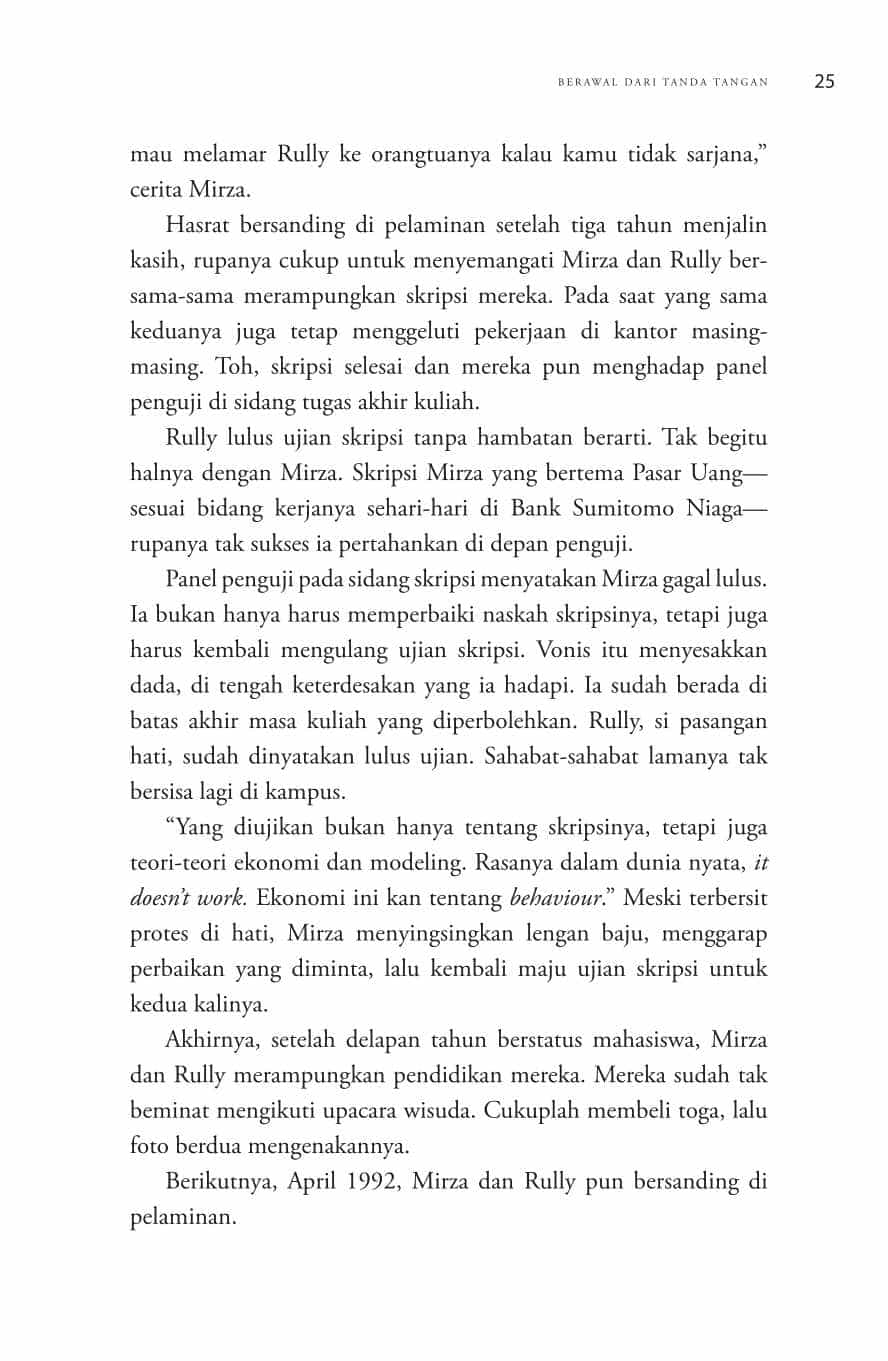 BERAWAL DARI TANDA TANGAN 25
mau melamar Rully ke orangtuanya kalau kamu tidak sarjana,”
cerita Mirza.
Hasrat bersanding di pelaminan setelah tiga tahun menjalin
kasih, rupanya cukup untuk menyemangati Mirza dan Rully ber-
sama-sama merampungkan skripsi mereka. Pada saat yang sama
keduanya juga tetap menggeluti pekerjaan di kantor masing-
masing. Toh, skripsi selesai dan mereka pun menghadap panel
penguji di sidang tugas akhir kuliah.
Rully lulus ujian skripsi tanpa hambatan berarti. Tak begitu
halnya dengan Mirza. Skripsi Mirza yang bertema Pasar Uang—
sesuai bidang kerjanya sehari-hari di Bank Sumitomo Niaga—
rupanya tak sukses ia pertahankan di depan penguji.
Panel penguji pada sidang skripsi menyatakan Mirza gagal lulus.
Ia bukan hanya harus memperbaiki naskah skripsinya, tetapi juga
harus kembali mengulang ujian skripsi. Vonis itu menyesakkan
dada, di tengah keterdesakan yang ia hadapi. Ia sudah berada di
batas akhir masa kuliah yang diperbolehkan. Rully, si pasangan
hati, sudah dinyatakan lulus ujian. Sahabat-sahabat lamanya tak
bersisa lagi di kampus.
“Yang diujikan bukan hanya tentang skripsinya, tetapi juga
teori-teori ekonomi dan modeling. Rasanya dalam dunia nyata, it
doesn’t work. Ekonomi ini kan tentang behaviour.” Meski terbersit
protes di hati, Mirza menyingsingkan lengan baju, menggarap
perbaikan yang diminta, lalu kembali maju ujian skripsi untuk
kedua kalinya.
Akhirnya, setelah delapan tahun berstatus mahasiswa, Mirza
dan Rully merampungkan pendidikan mereka. Mereka sudah tak
beminat mengikuti upacara wisuda. Cukuplah membeli toga, lalu
foto berdua mengenakannya.
Berikutnya, April 1992, Mirza dan Rully pun bersanding di
pelaminan.